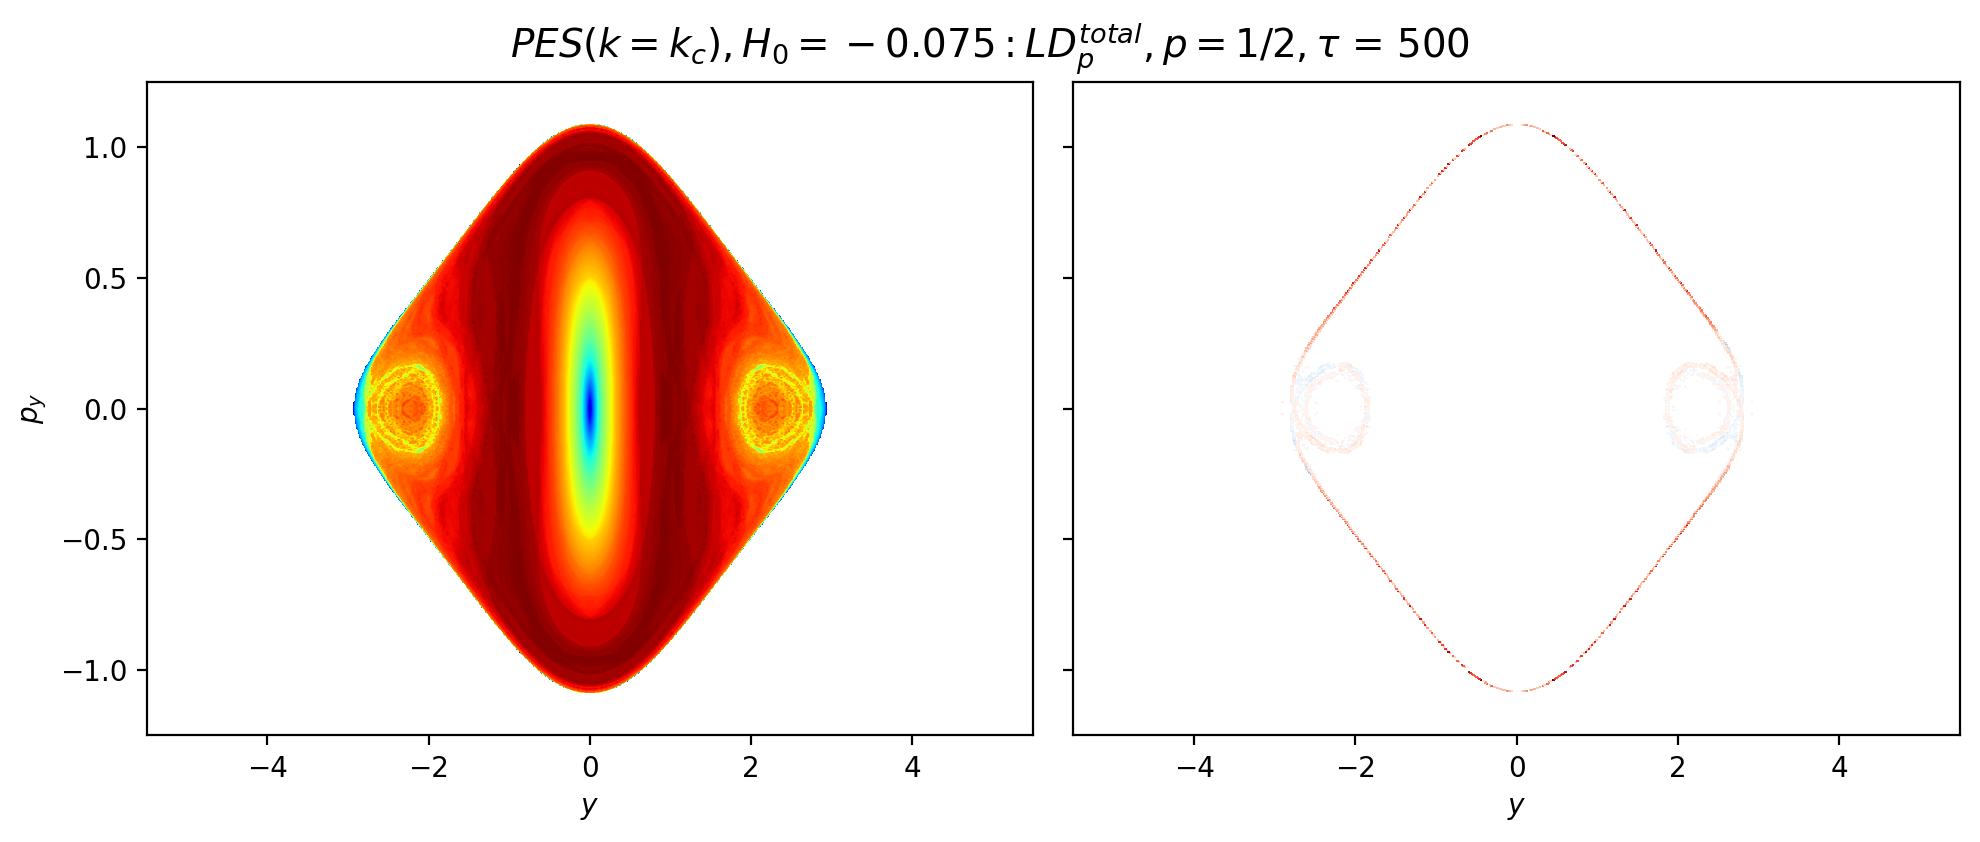 PES(k = k_c), H_0 = −0.075 : LD_p^{total}, p = 1/2, τ = 500
1.0
0.5
0.0
−0.5
−1.0
p_y
−4 −2 0 2 4
y
−4 −2 0 2 4
y